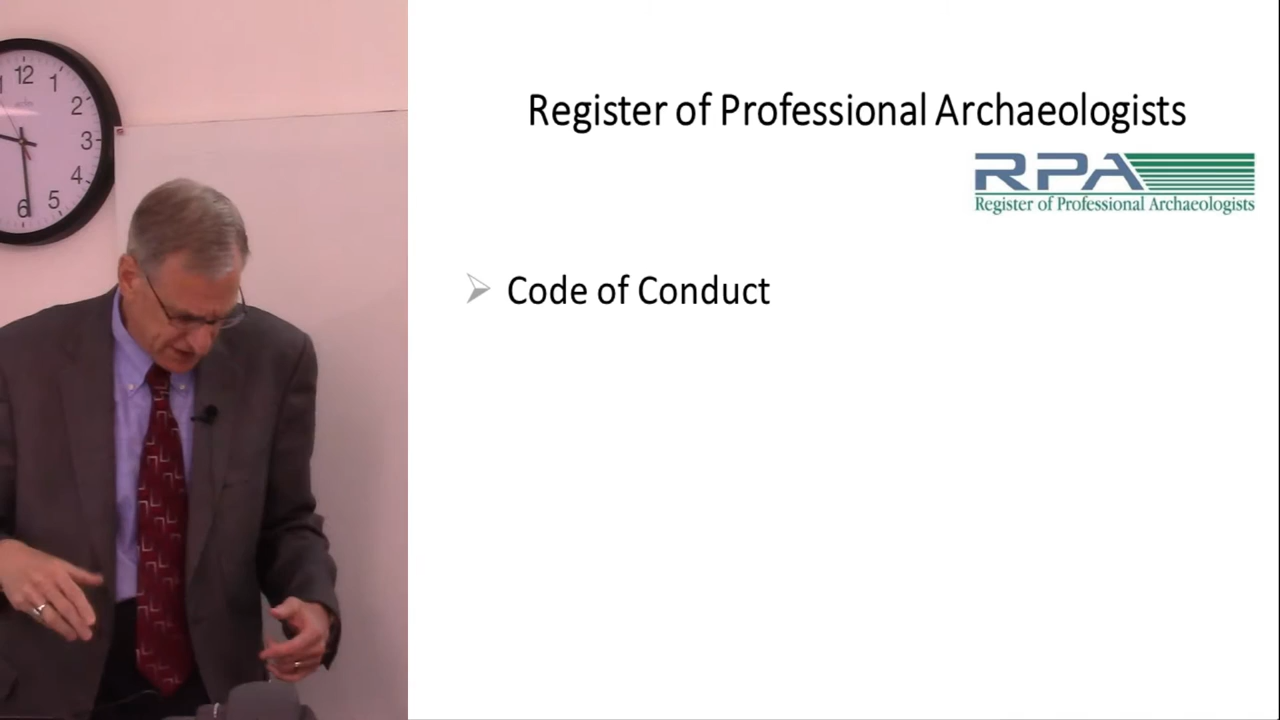 12
1
2
3
4
5
6
Register of Professional Archaeologists
RPA
Register of Professional Archaeologists
Code of Conduct